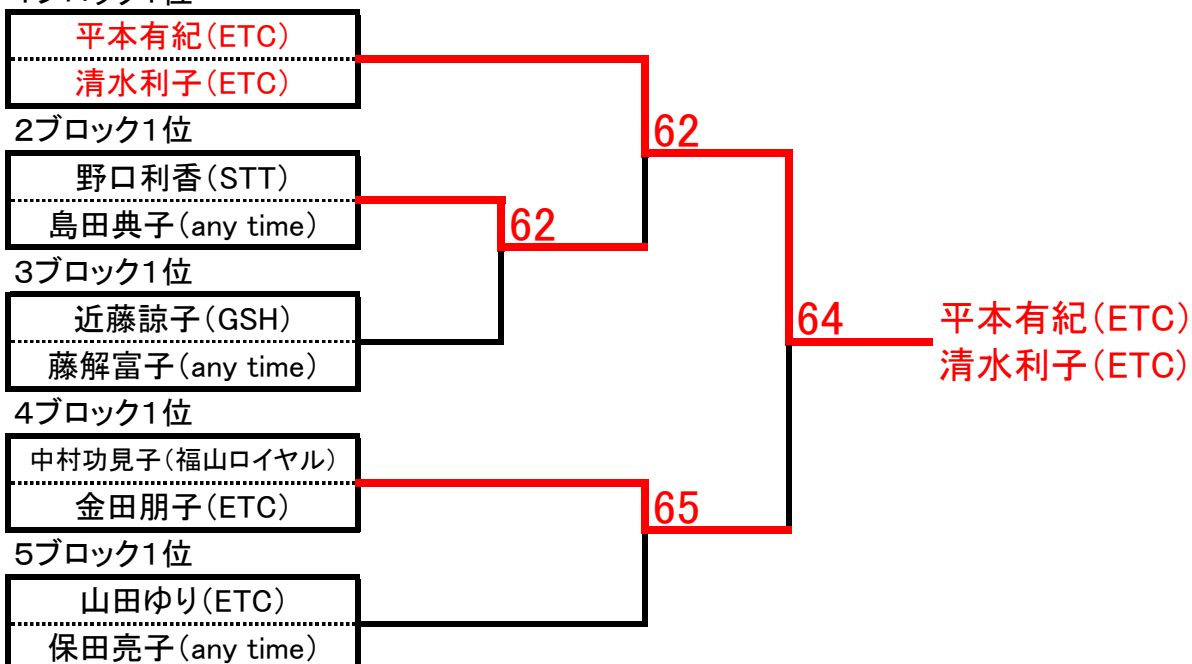 平本有紀(ETC)
清水利子(ETC)
2ブロック1位
62
野口利香(STT)
島田典子(any time)
62
3ブロック1位
近藤諒子(GSH)
藤解富子(any time)
64
平本有紀(ETC)
清水利子(ETC)
4ブロック1位
中村功見子(福山ロイヤル)
金田朋子(ETC)
65
5ブロック1位
山田ゆり(ETC)
保田亮子(any time)